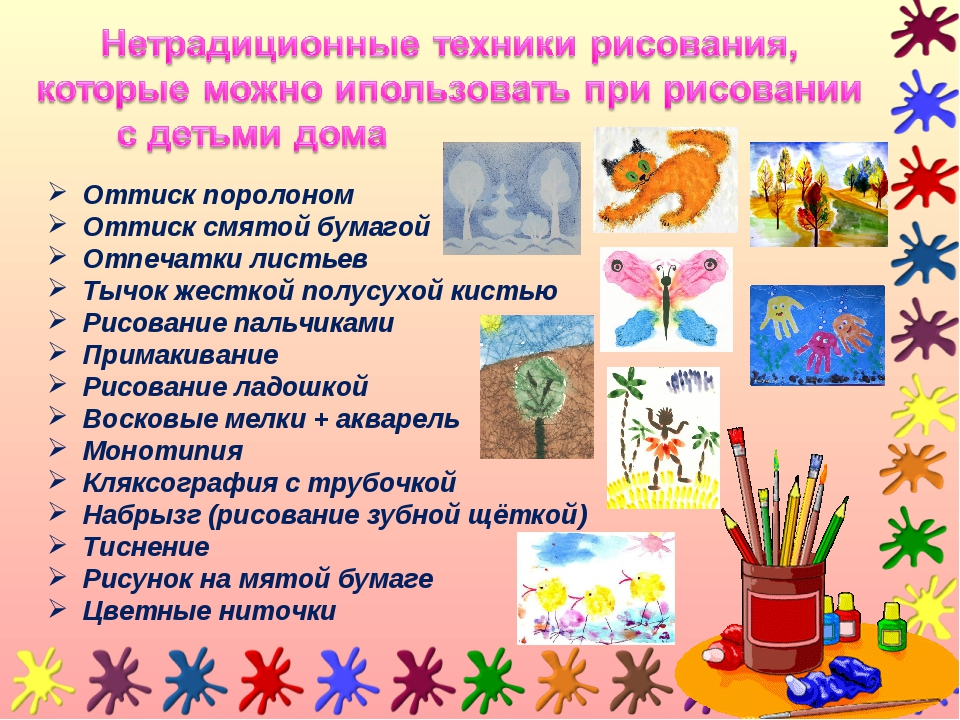 Нетрадиционные техники рисования,
которые можно ипользовать при рисовании
с детьми дома
Оттиск поролоном
Оттиск смятой бумагой
Отпечатки листьев
Тычок жесткой полусухой кистью
Рисование пальчиками
Примакивание
Рисование ладошкой
Восковые мелки + акварель
Монотипия
Кляксография с трубочкой
Набрызг (рисование зубной щёткой)
Тиснение
Рисунок на мятой бумаге
Цветные ниточки